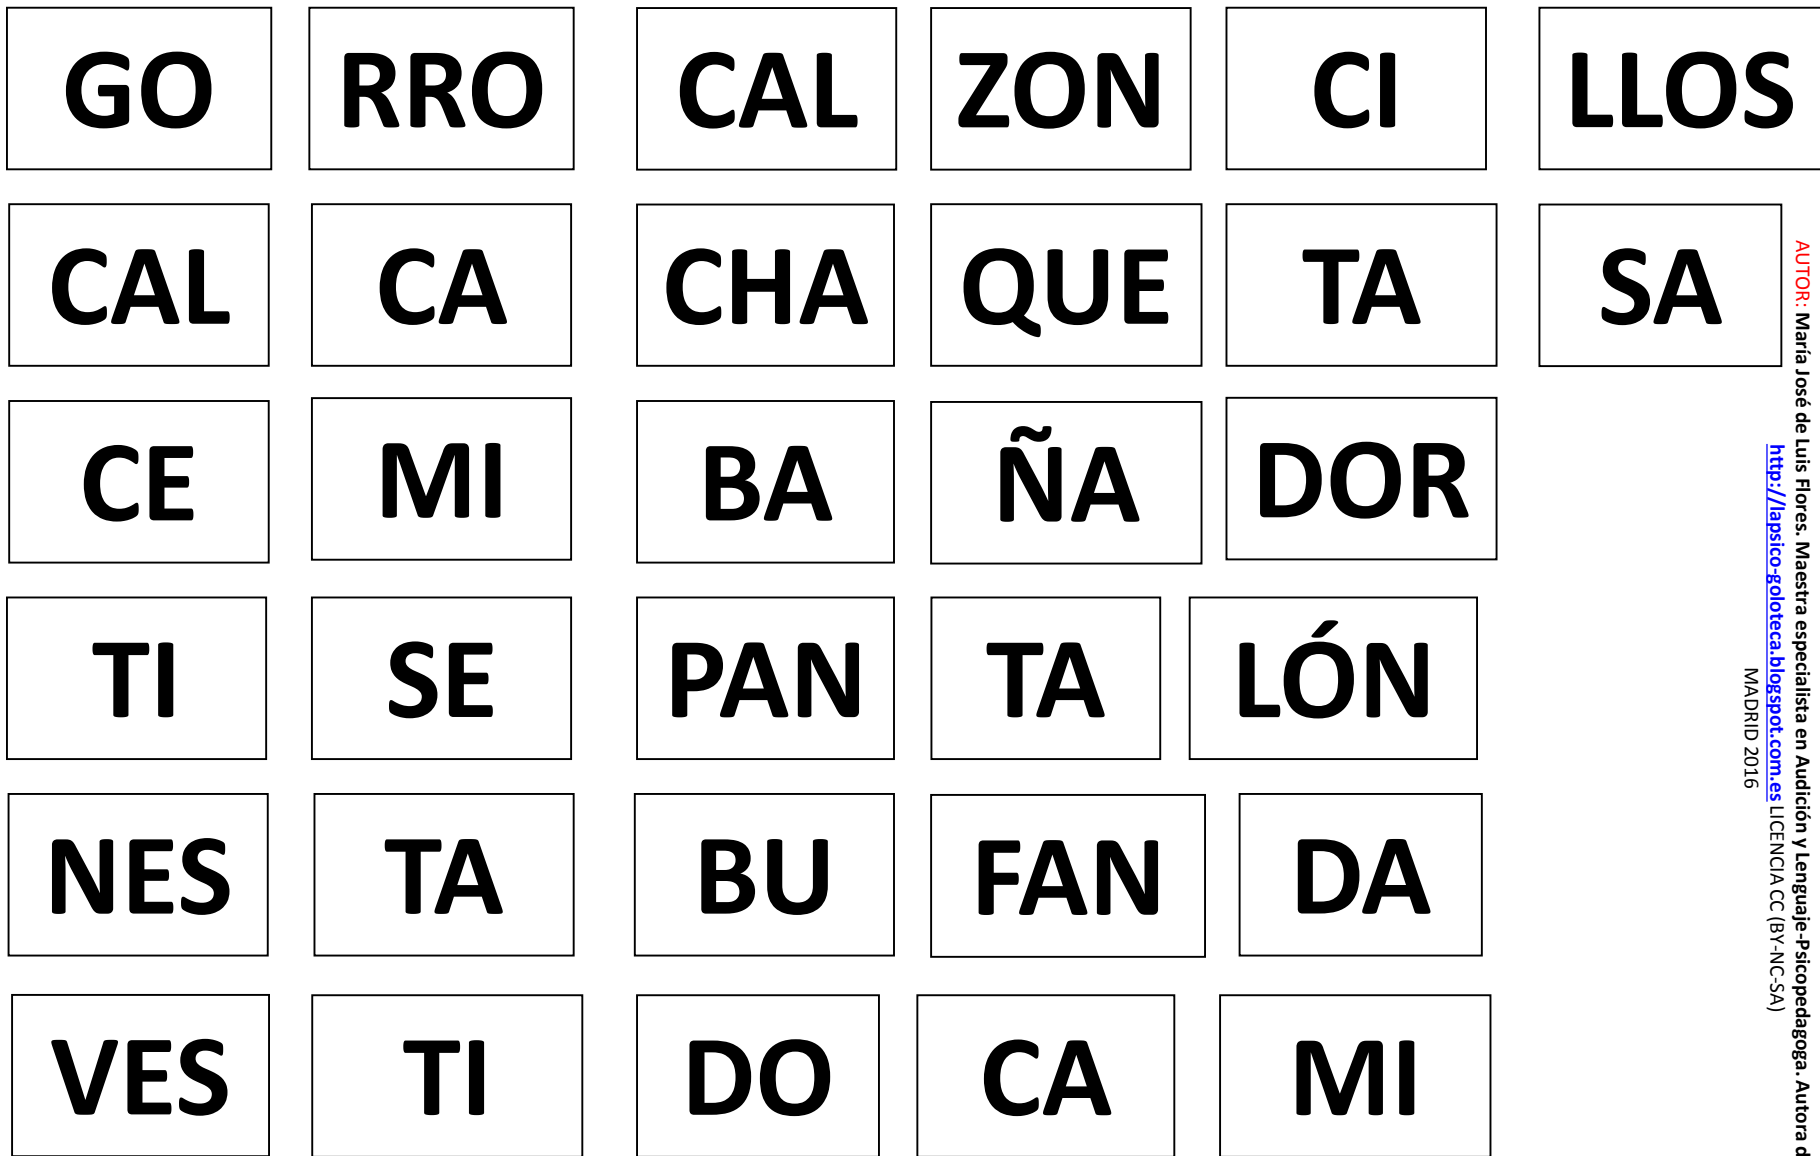 GO RRO CAL ZON CI LLOS
CAL CA CHA QUE TA SA
CE MI BA ÑA DOR
TI SE PAN TA LÓN
NES TA BU FAN DA
VES TI DO CA MI
AUTOR: María José de Luis Flores. Maestra especialista en Audición y Lenguaje-Psicopedagoga. Autora d
http://lapsico-goloteca.blogspot.com.es LICENCIA CC (BY-NC-SA)
MADRID 2016